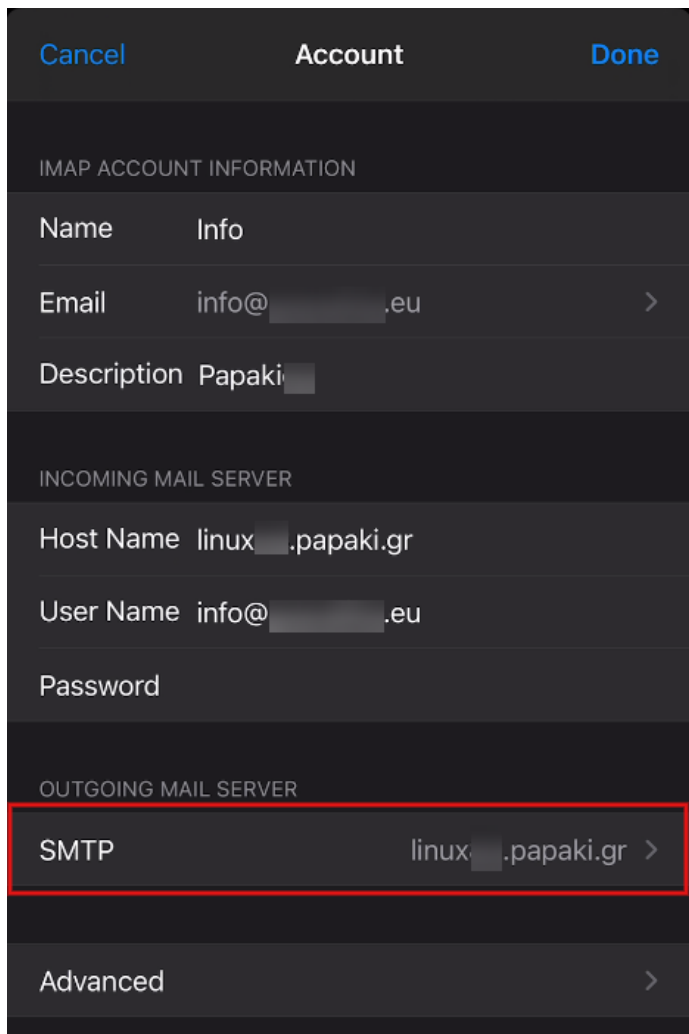 Cancel Account Done
IMAP ACCOUNT INFORMATION
Name Info
Email info@ .eu
Description Papaki
INCOMING MAIL SERVER
Host Name linux .papaki.gr
User Name info@ .eu
Password
OUTGOING MAIL SERVER
SMTP linux .papaki.gr
Advanced